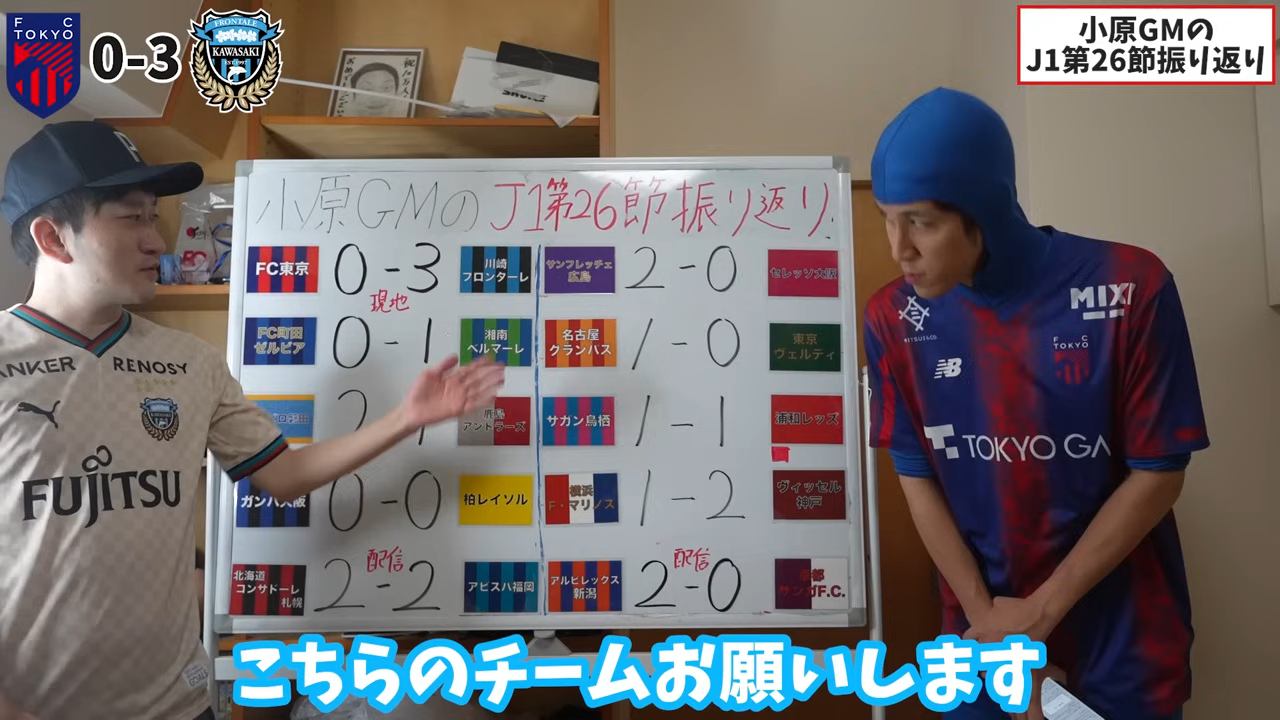 FC
TOKYO
0-3
FRONTALE
KAWASAKI
小原GMの
J1第26節振り返り
小原GMのJ1第26節振り返り
FC東京 0-3 川崎フロンターレ
現地
サンフレッチェ広島 2-0 セレッソ大阪
FC町田ゼルビア 0-1 湘南ベルマーレ
名古屋グランパス 1-0 東京ヴェルディ
アントラーズ
サガン鳥栖 1-1 浦和レッズ
ガンバ大阪 0-0 柏レイソル
横浜F・マリノス 1-2 ヴィッセル神戸
北海道コンサドーレ札幌 2-2 アビスパ福岡
配信
アルビレックス新潟 2-0 サンガF.C.
配信
ANKER RENOSY
FUJITSU
MIXI
FC
TOKYO
TOKYO GA
こちらのチームお願いします